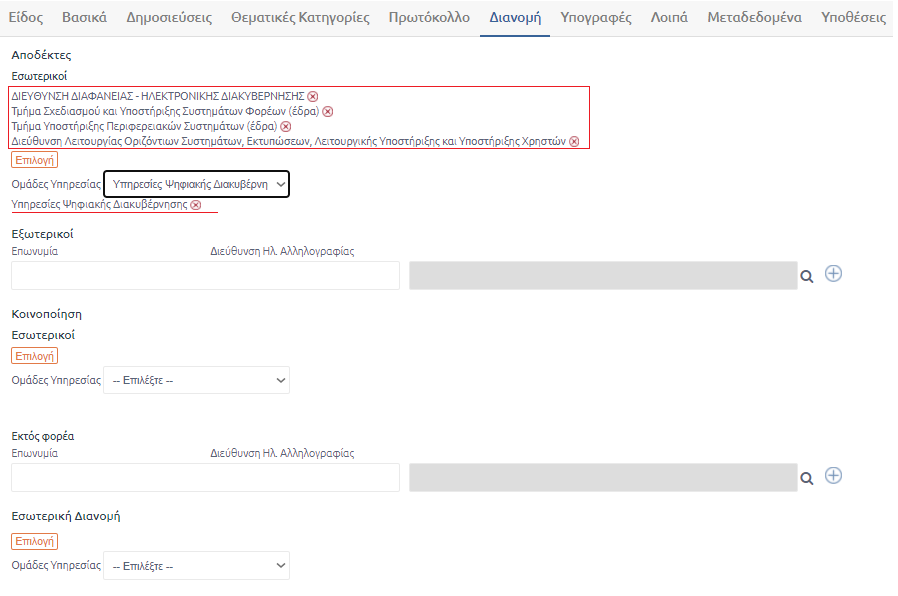 Είδος Βασικά Δημοσιεύσεις Θεματικές Κατηγορίες Πρωτόκολλο Διανομή Υπογραφές Λοιπά Μεταδεδομένα Υποθέσεις
Αποδέκτες
Εσωτερικοί
ΔΙΕΥΘΥΝΣΗ ΔΙΑΦΑΝΕΙΑΣ - ΗΛΕΚΤΡΟΝΙΚΗΣ ΔΙΑΚΥΒΕΡΝΗΣΗΣ
Τμήμα Σχεδιασμού και Υποστήριξης Συστημάτων Φορέων (έδρα)
Τμήμα Υποστήριξης Περιφερειακών Συστημάτων (έδρα)
Διεύθυνση Λειτουργίας Οριζόντιων Συστημάτων, Εκτυπώσεων, Λειτουργικής Υποστήριξης και Υποστήριξης Χρηστών
Επιλογή
Ομάδες Υπηρεσίας Υπηρεσίες Ψηφιακής Διακυβέρνη
Υπηρεσίες Ψηφιακής Διακυβέρνησης
Εξωτερικοί
Επωνυμία Διεύθυνση Ηλ. Αλληλογραφίας
Κοινοποίηση
Εσωτερικοί
Επιλογή
Ομάδες Υπηρεσίας -- Επιλέξτε --
Εκτός φορέα
Επωνυμία Διεύθυνση Ηλ. Αλληλογραφίας
Εσωτερική Διανομή
Επιλογή
Ομάδες Υπηρεσίας -- Επιλέξτε --